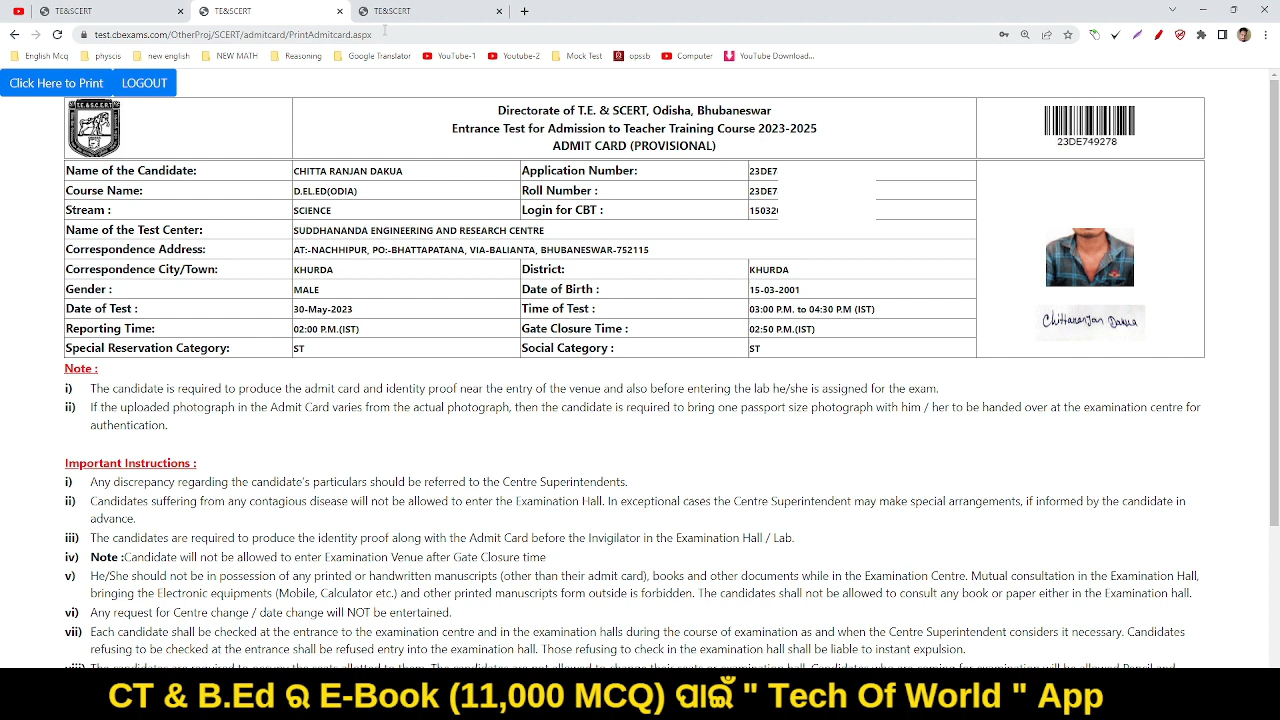 TE&SCERT
TE&SCERT
TE&SCERT
test.cbexams.com/OtherProj/SCERT/admitcard/PrintAdmitcard.aspx
English Mcq physcis new english NEW MATH Reasoning Google Translator YouTube-1 Youtube-2 Mock Test opssb Computer YouTube Download...
Click Here to Print LOGOUT
T.E.&S.C.E.R.T.
Directorate of T.E. & SCERT, Odisha, Bhubaneswar
Entrance Test for Admission to Teacher Training Course 2023-2025
ADMIT CARD (PROVISIONAL)
23DE749278
Name of the Candidate: CHITTA RANJAN DAKUA Application Number: 23DE7
Course Name: D.EL.ED(ODIA) Roll Number : 23DE7
Stream : SCIENCE Login for CBT : 15032
Name of the Test Center: SUDDHANANDA ENGINEERING AND RESEARCH CENTRE
Correspondence Address: AT:-NACHHIPUR, PO:-BHATTAPATANA, VIA-BALIANTA, BHUBANESWAR-752115
Correspondence City/Town: KHURDA District: KHURDA
Gender : MALE Date of Birth : 15-03-2001
Date of Test : 30-May-2023 Time of Test : 03:00 P.M. to 04:30 P.M (IST)
Reporting Time: 02:00 P.M.(IST) Gate Closure Time : 02:50 P.M.(IST)
Special Reservation Category: ST Social Category : ST
Chittaranjan Dakua
Note :
i) The candidate is required to produce the admit card and identity proof near the entry of the venue and also before entering the lab he/she is assigned for the exam.
ii) If the uploaded photograph in the Admit Card varies from the actual photograph, then the candidate is required to bring one passport size photograph with him / her to be handed over at the examination centre for
authentication.
Important Instructions :
i) Any discrepancy regarding the candidate's particulars should be referred to the Centre Superintendents.
ii) Candidates suffering from any contagious disease will not be allowed to enter the Examination Hall. In exceptional cases the Centre Superintendent may make special arrangements, if informed by the candidate in
advance.
iii) The candidates are required to produce the identity proof along with the Admit Card before the Invigilator in the Examination Hall / Lab.
iv) Note :Candidate will not be allowed to enter Examination Venue after Gate Closure time
v) He/She should not be in possession of any printed or handwritten manuscripts (other than their admit card), books and other documents while in the Examination Centre. Mutual consultation in the Examination Hall,
bringing the Electronic equipments (Mobile, Calculator etc.) and other printed manuscripts form outside is forbidden. The candidates shall not be allowed to consult any book or paper either in the Examination hall.
vi) Any request for Centre change / date change will NOT be entertained.
vii) Each candidate shall be checked at the entrance to the examination centre and in the examination halls during the course of examination as and when the Centre Superintendent considers it necessary. Candidates
refusing to be checked at the entrance shall be refused entry into the examination hall. Those refusing to check in the examination hall shall be liable to instant expulsion.
CT & B.Ed ର E-Book (11,000 MCQ) ପାଇଁ " Tech Of World " App